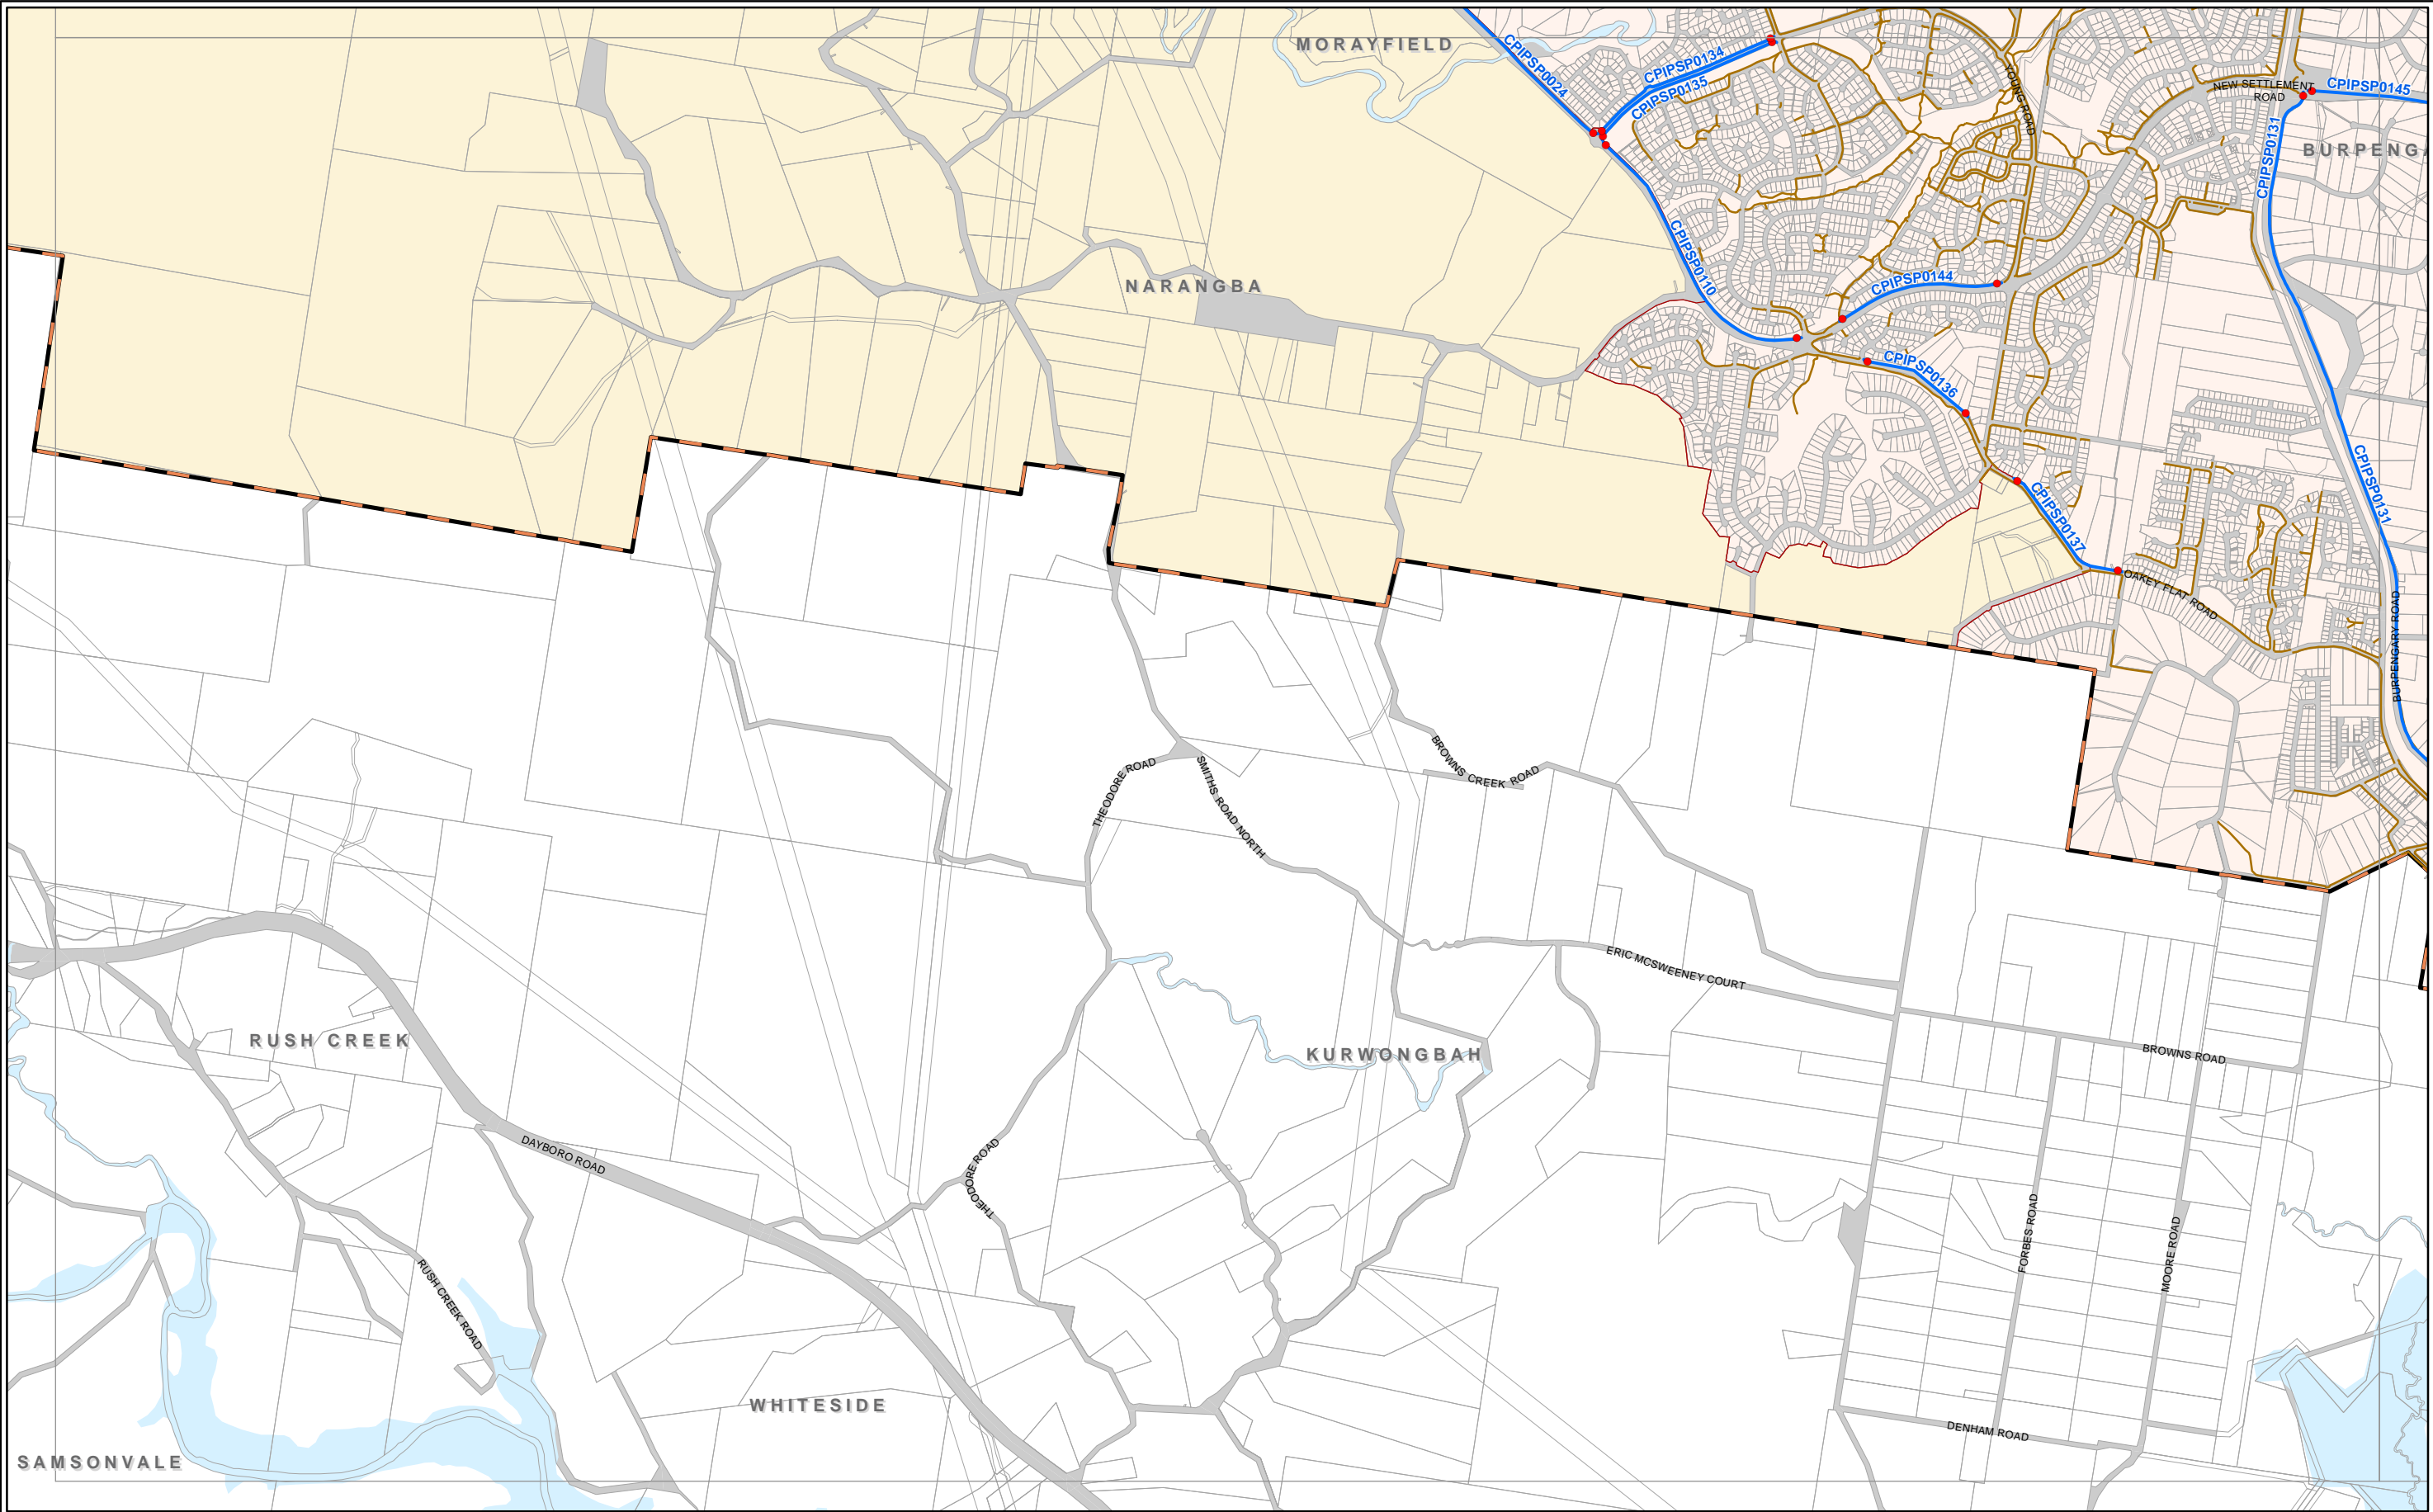 MORAYFIELD
CPIPSP0024
CPIPSP0134
CPIPSP0135
YOUNG ROAD
NEW SETTLEMENT
ROAD
CPIPSP0145
CPIPSP0131
CPIPSP0110
NARANGBA
CPIPSP0144
CPIPSP0136
CPIPSP0131
CPIPSP0137
OAKEY FLAT ROAD
BURPENGARY ROAD
THEODORE ROAD
SMITHS ROAD NORTH
BROWNS CREEK ROAD
ERIC MCSWEENEY COURT
RUSH CREEK
KURWONGBAH
BROWNS ROAD
DAYBORO ROAD
THEODORE ROAD
FORBES ROAD
MOORE ROAD
RUSH CREEK ROAD
WHITESIDE
DENHAM ROAD
SAMSONVALE